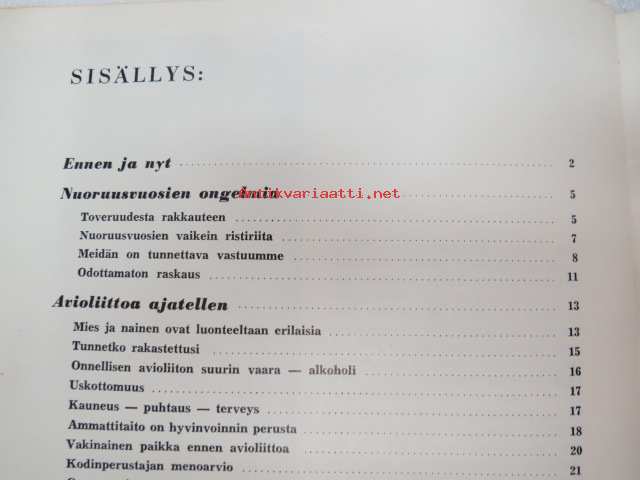 SISÄLLYS:
Ennen ja nyt 2
Nuoruusvuosien ongelmia 5
Antikvariaatti.net
Toveruudesta rakkauteen 5
Nuoruusvuosien vaikein ristiriita 7
Meidän on tunnettava vastuumme 8
Odottamaton raskaus 11
Avioliittoa ajatellen 13
Mies ja nainen ovat luonteeltaan erilaisia 13
Tunnetko rakastettusi 15
Onnellisen avioliiton suurin vaara — alkoholi 16
Uskottomuus 17
Kauneus — puhtaus — terveys 17
Ammattitaito on hyvinvoinnin perusta 18
Vakinainen paikka ennen avioliittoa 20
Kodinperustajan menoarvio 21